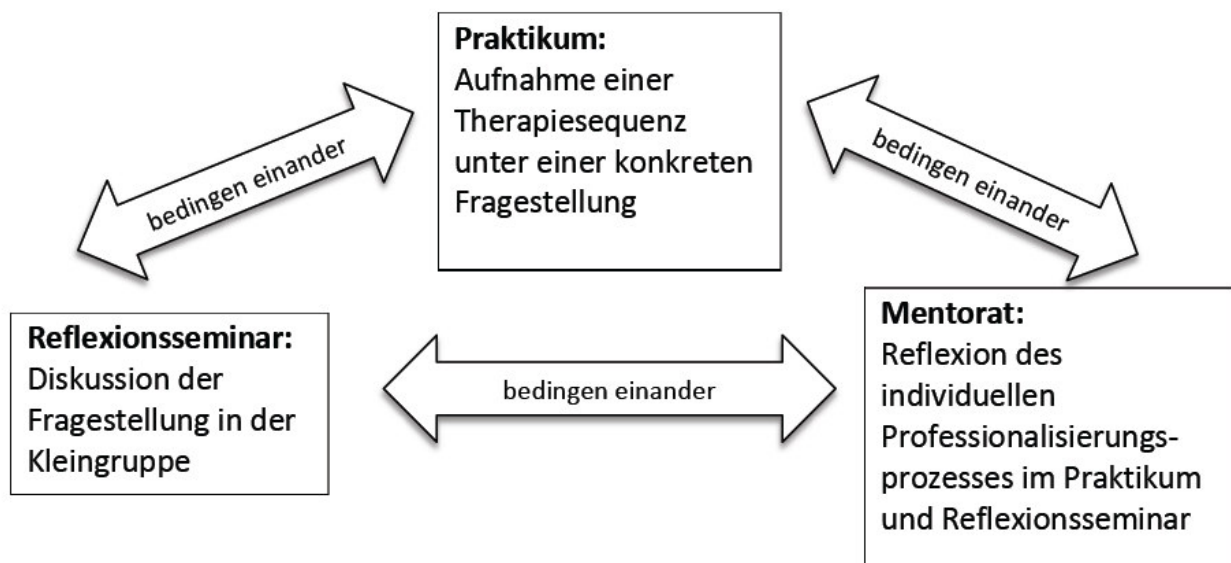 Praktikum:
Aufnahme einer
Therapiesequenz
unter einer konkreten
Fragestellung
bedingen einander
bedingen einander
Reflexionsseminar:
Diskussion der
Fragestellung in der
Kleingruppe
bedingen einander
Mentorat:
Reflexion des
individuellen
Professionalisierungs-
prozesses im Praktikum
und Reflexionsseminar